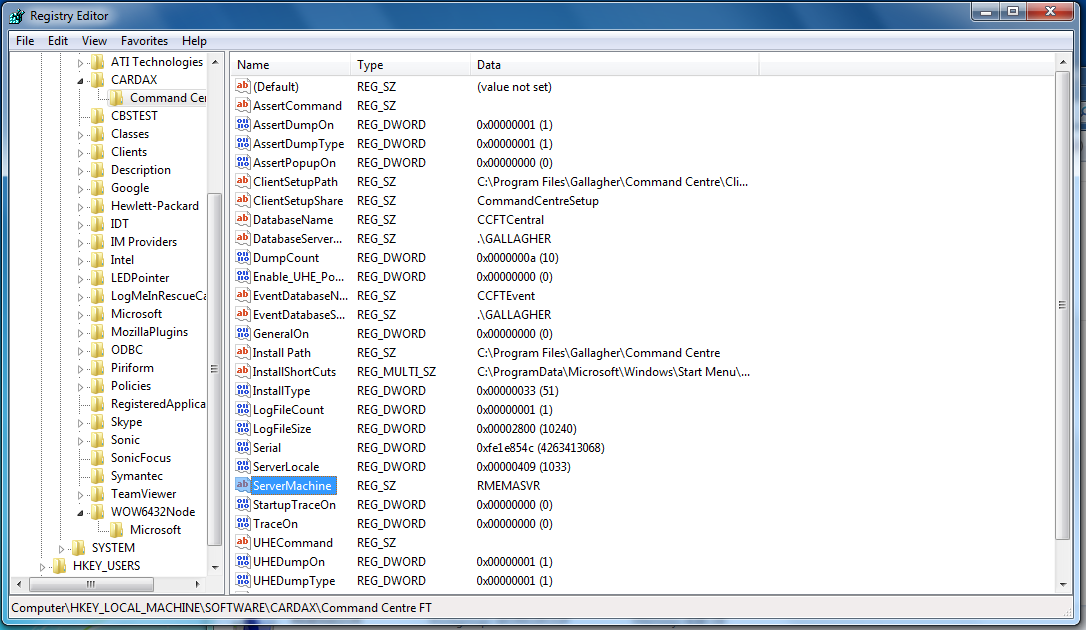 Registry Editor
File Edit View Favorites Help
ATI Technologies
CARDAX
Command Cer
CBSTEST
Classes
Clients
Description
Google
Hewlett-Packard
IDT
IM Providers
Intel
LEDPointer
LogMeInRescueCa
Microsoft
MozillaPlugins
ODBC
Piriform
Policies
RegisteredApplica
Skype
Sonic
SonicFocus
Symantec
TeamViewer
WOW6432Node
Microsoft
SYSTEM
HKEY_USERS
Name Type Data
(Default) REG_SZ (value not set)
AssertCommand REG_SZ
AssertDumpOn REG_DWORD 0x00000001 (1)
AssertDumpType REG_DWORD 0x00000001 (1)
AssertPopupOn REG_DWORD 0x00000000 (0)
ClientSetupPath REG_SZ C:\Program Files\Gallagher\Command Centre\Cli...
ClientSetupShare REG_SZ CommandCentreSetup
DatabaseName REG_SZ CCFTCentral
DatabaseServer... REG_SZ .\GALLAGHER
DumpCount REG_DWORD 0x0000000a (10)
Enable_UHE_Po... REG_DWORD 0x00000000 (0)
EventDatabaseN... REG_SZ CCFTEvent
EventDatabaseS... REG_SZ .\GALLAGHER
GeneralOn REG_DWORD 0x00000000 (0)
Install Path REG_SZ C:\Program Files\Gallagher\Command Centre
InstallShortCuts REG_MULTI_SZ C:\ProgramData\Microsoft\Windows\Start Menu\...
InstallType REG_DWORD 0x00000033 (51)
LogFileCount REG_DWORD 0x00000001 (1)
LogFileSize REG_DWORD 0x00002800 (10240)
Serial REG_DWORD 0xfe1e854c (4263413068)
ServerLocale REG_DWORD 0x00000409 (1033)
ServerMachine REG_SZ RMEMASVR
StartupTraceOn REG_DWORD 0x00000000 (0)
TraceOn REG_DWORD 0x00000000 (0)
UHECommand REG_SZ
UHEDumpOn REG_DWORD 0x00000001 (1)
UHEDumpType REG_DWORD 0x00000001 (1)
Computer\HKEY_LOCAL_MACHINE\SOFTWARE\CARDAX\Command Centre FT